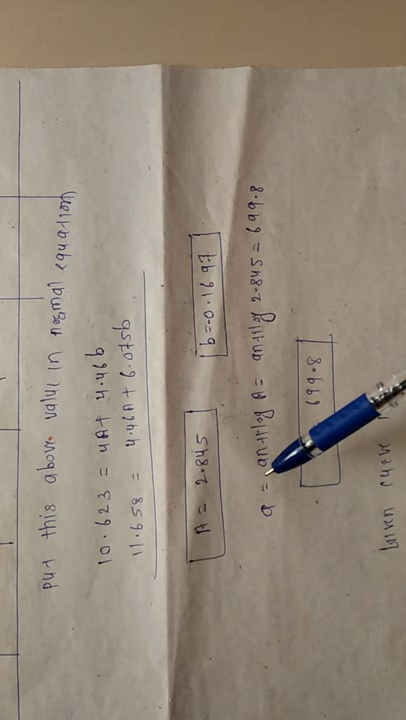 put this above value in normal equation
10.623 = 4A + 4.46b
11.658 = 4.46A + 6.075b
A = 2.845 b=-0.1697
a = antilog A = antilog 2.845 = 699.8
699.8
Given curve